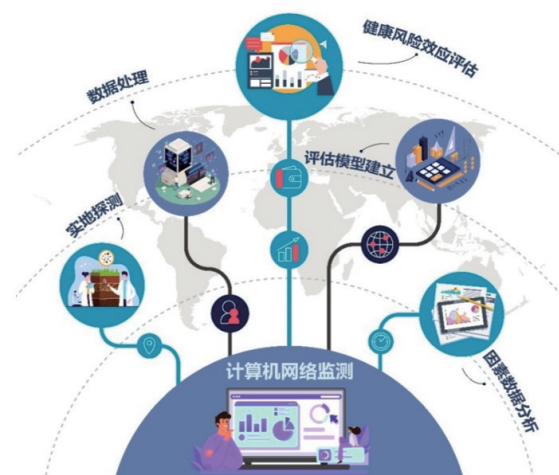 健康风险效应评估
数据处理
评估模型建立
实地探测
因素数据分析
计算机网络监测